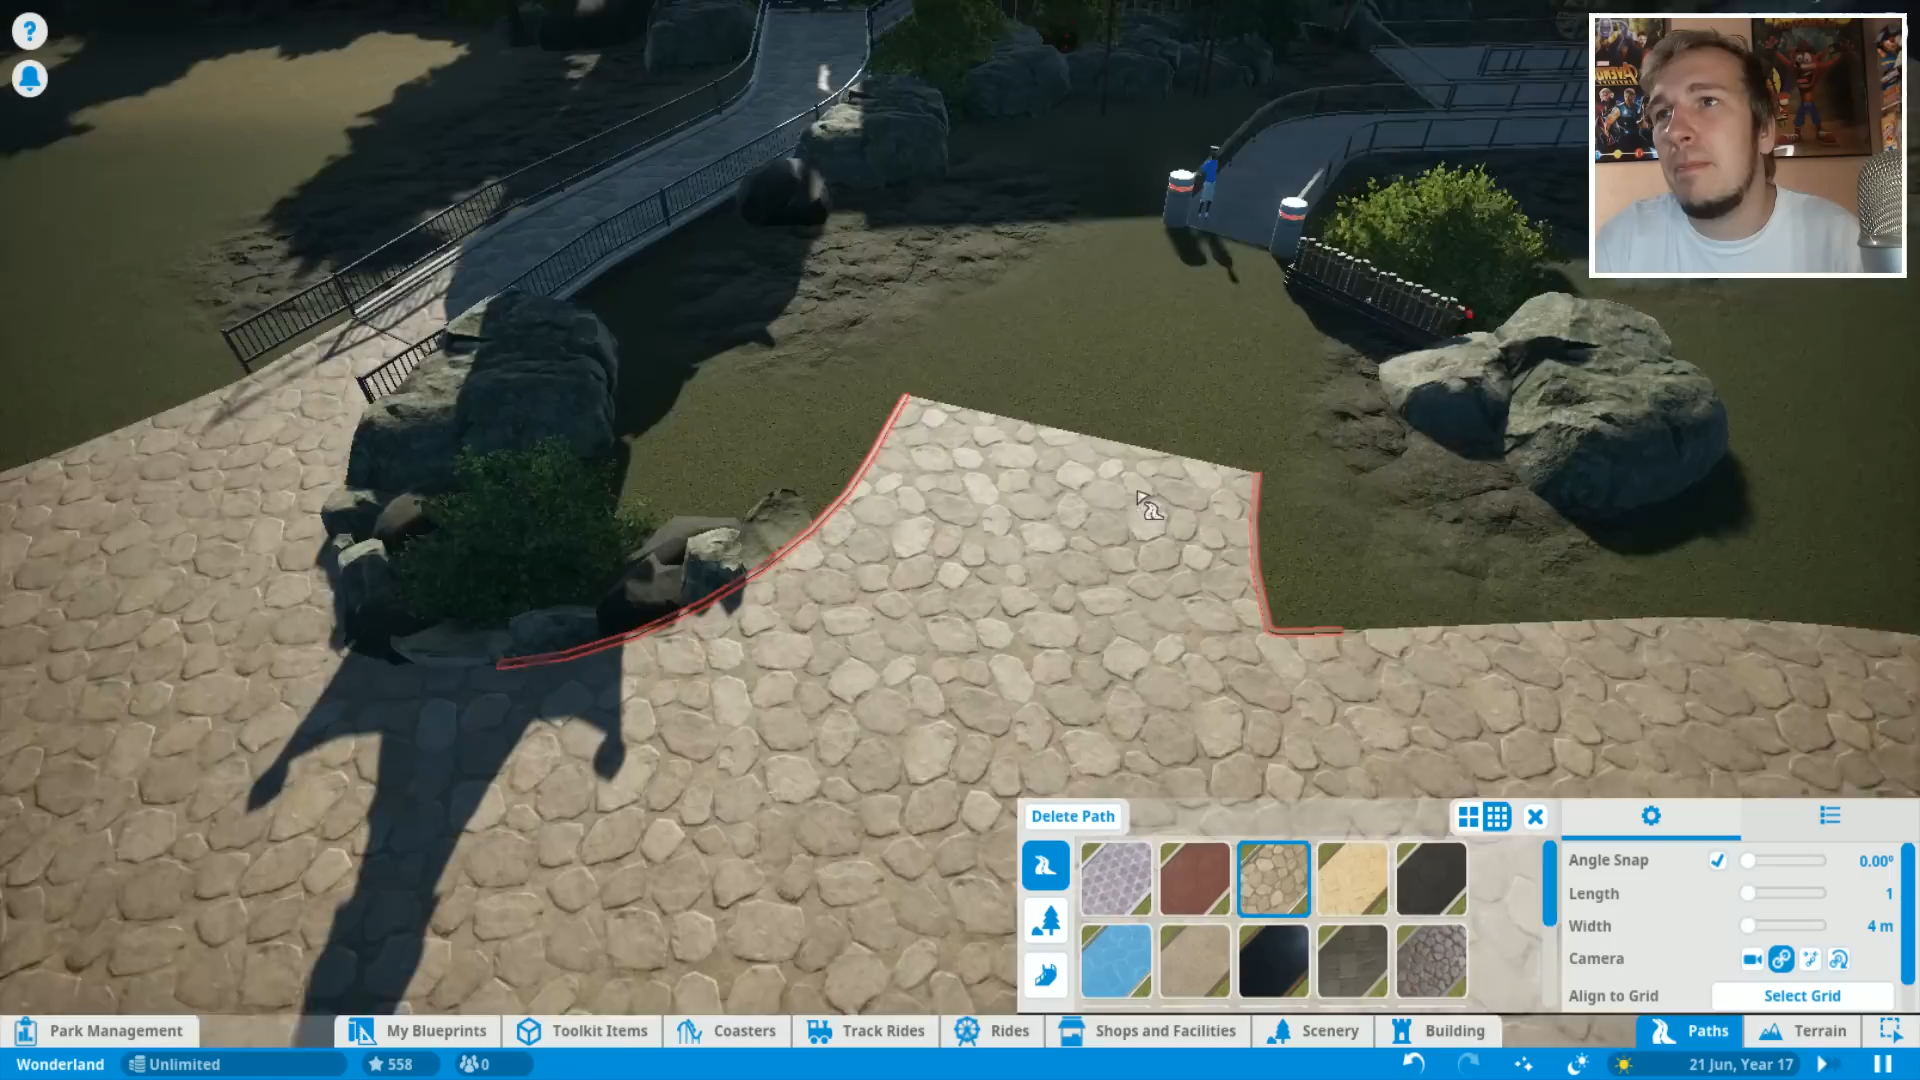 ?
AVENGERS
Delete Path
Angle Snap 0.00°
Length 1
Width 4 m
Camera
Align to Grid Select Grid
Park Management My Blueprints Toolkit Items Coasters Track Rides Rides Shops and Facilities Scenery Building Paths Terrain
Wonderland Unlimited 558 0 21 Jun, Year 17